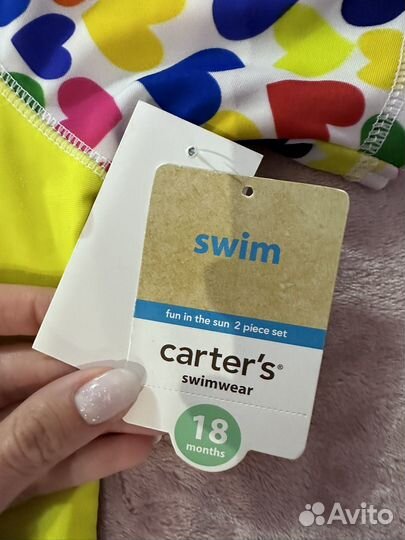 swim
fun in the sun 2 piece set
carter's®
swimwear
18
months
Avito